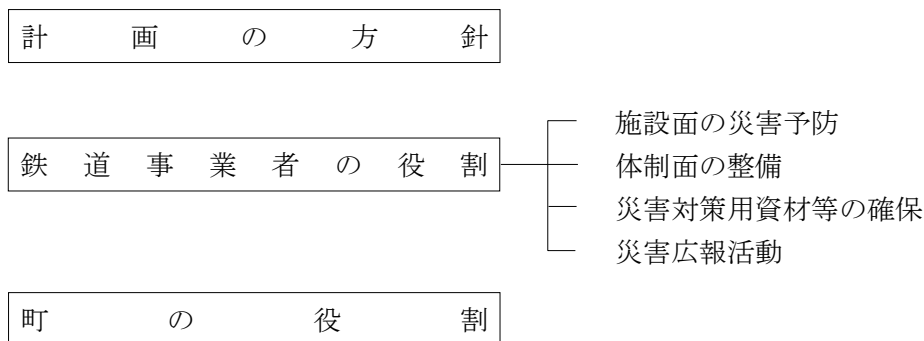 計画の方針
鉄道事業者の役割
施設面の災害予防
体制面の整備
災害対策用資材等の確保
災害広報活動
町の役割